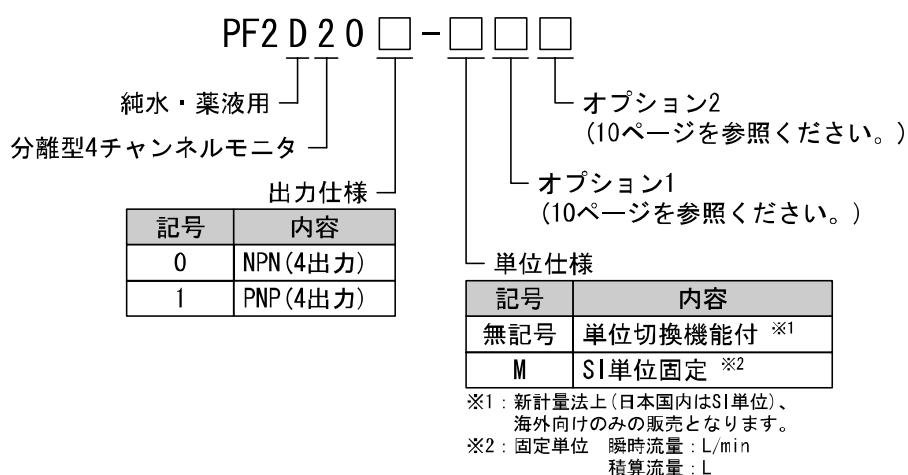 PF2D20□-□□□
純水・薬液用
分離型4チャンネルモニタ
出力仕様
記号 内容
0 NPN(4出力)
1 PNP(4出力)
オプション2
(10ページを参照ください。)
オプション1
(10ページを参照ください。)
単位仕様
記号 内容
無記号 単位切換機能付 ※1
M SI単位固定 ※2
※1:新計量法上(日本国内はSI単位)、
海外向けのみの販売となります。
※2:固定単位 瞬時流量:L/min
積算流量:L